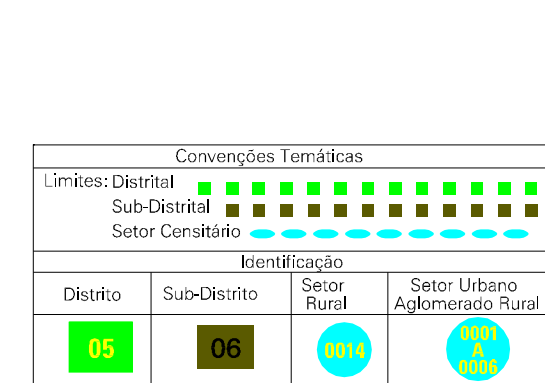 Convenções Temáticas
Limites: Distrital
Sub-Distrital
Setor Censitário
Identificação
Distrito
Sub-Distrito
Setor
Rural
Setor Urbano
Aglomerado Rural
05
06
0014
0001
A
0006